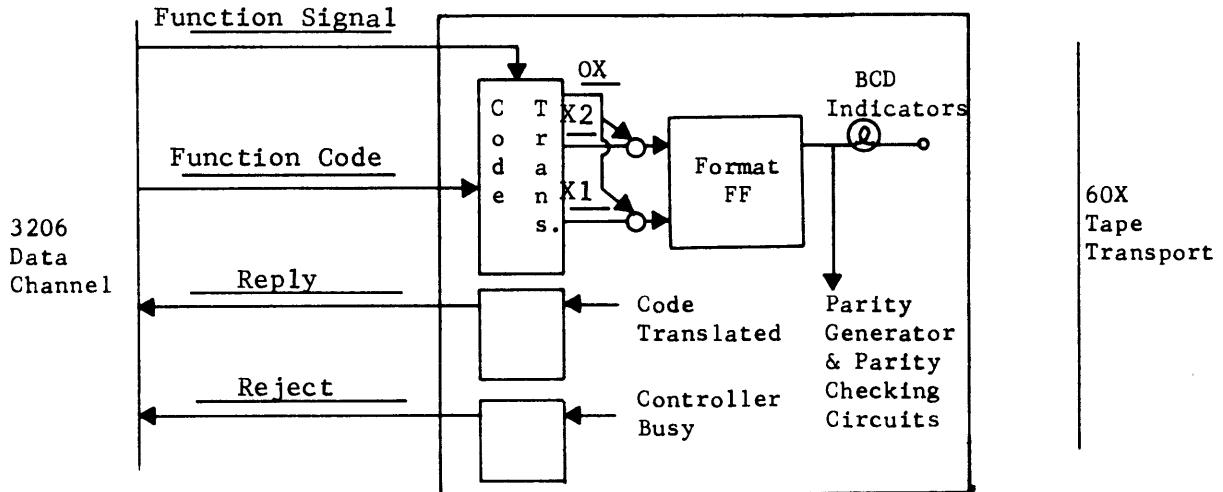 Function Signal
OX
BCD
Indicators
Code
Trans.
X2
Function Code
X1
Format
FF
3206
Data
Channel
60X
Tape
Transport
Reply
Code
Translated
Parity
Generator
& Parity
Checking
Circuits
Reject
Controller
Busy